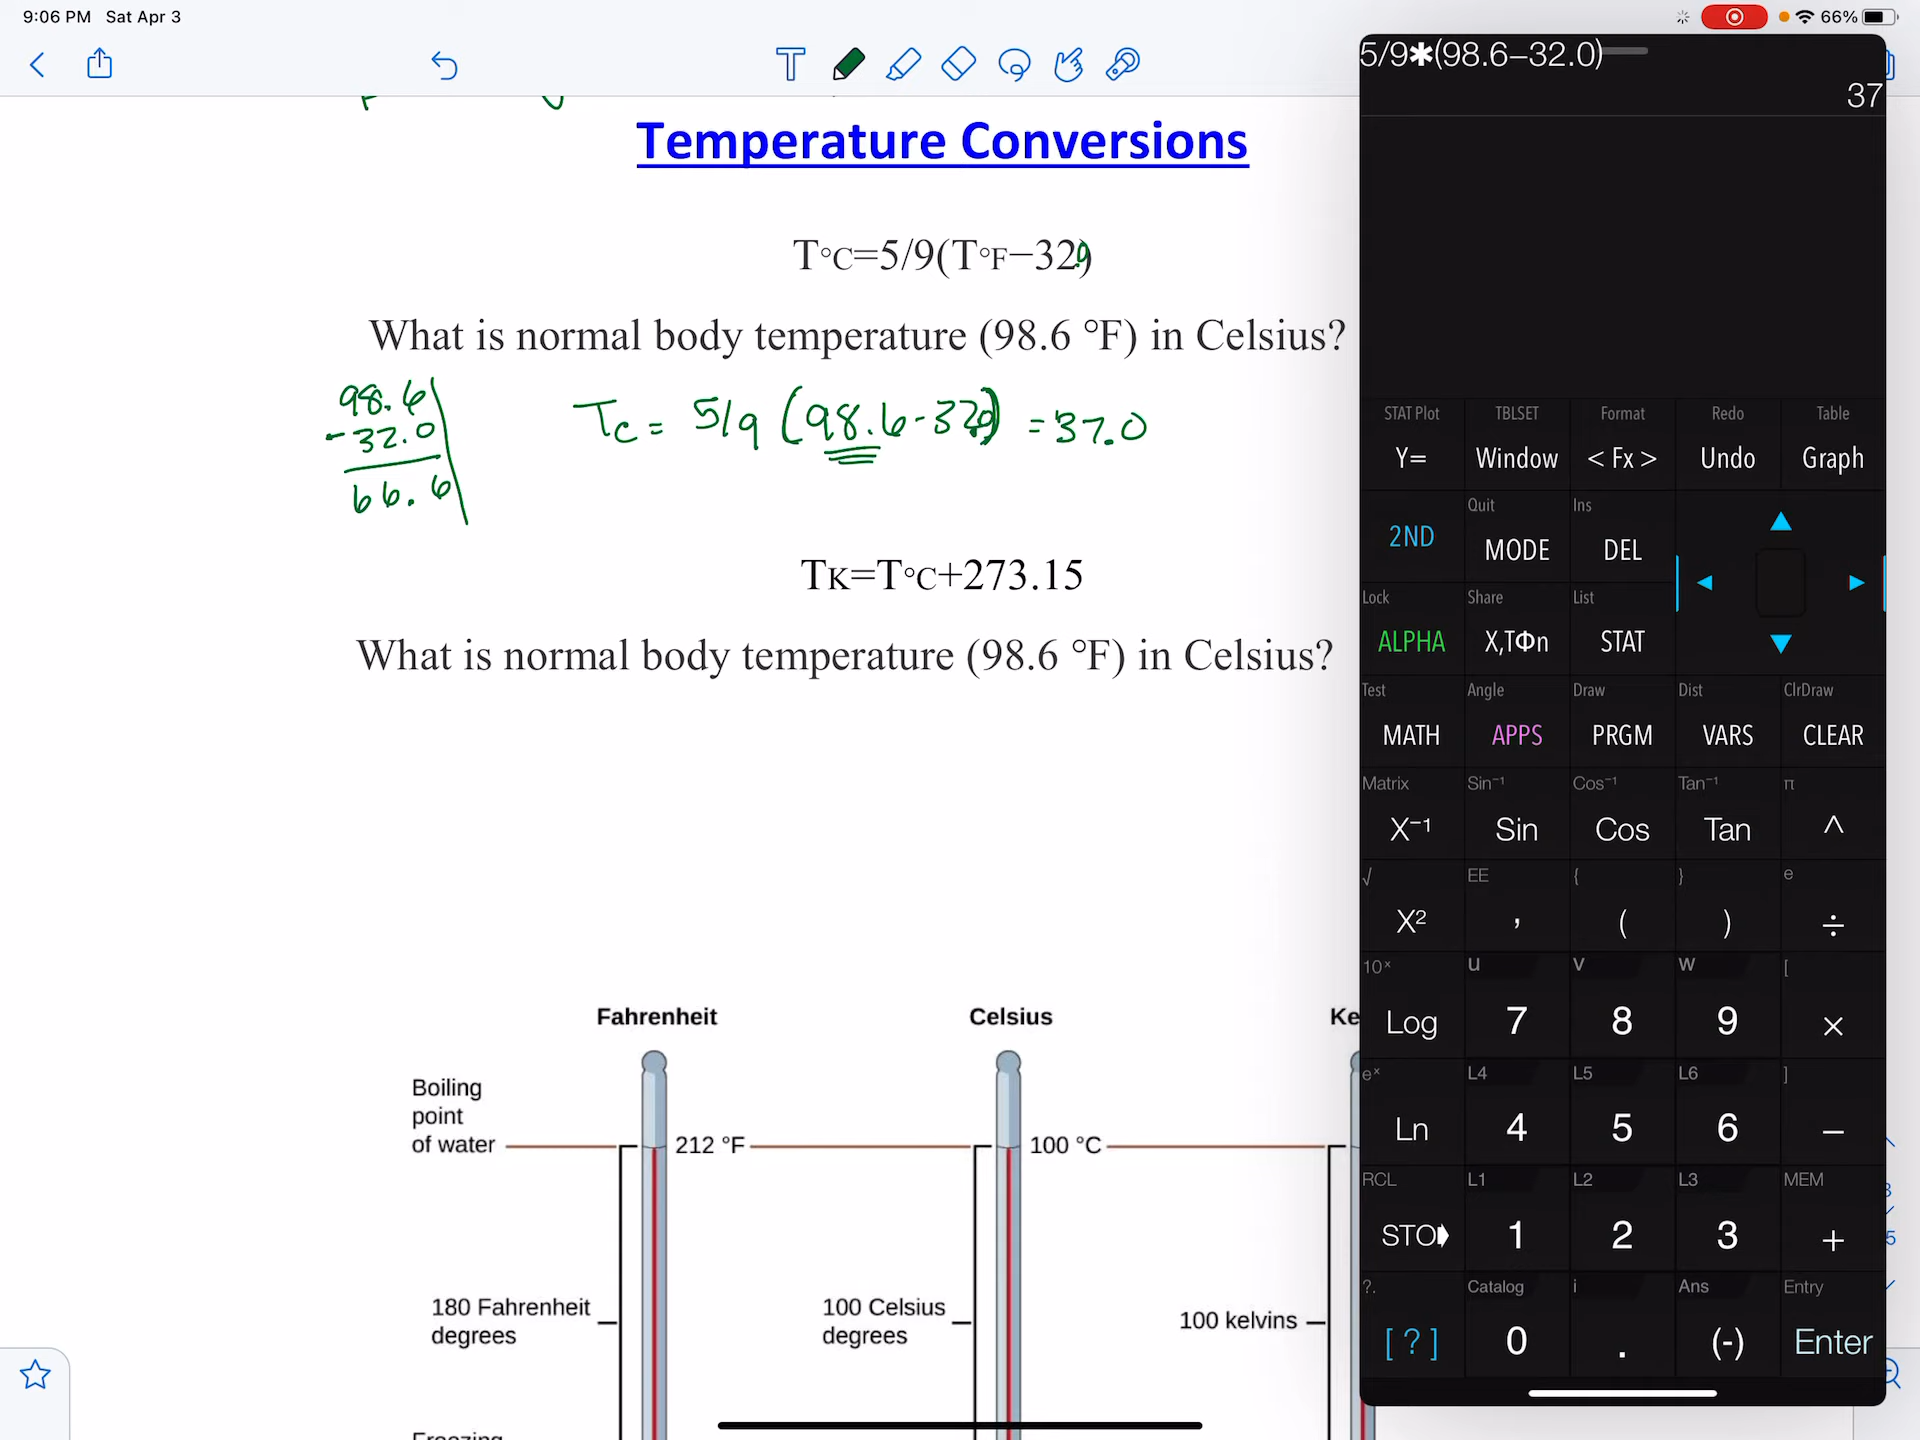 9:06 PM Sat Apr 3
66%
Temperature Conversions
T°C=5/9(T°F−32.0)
What is normal body temperature (98.6 °F) in Celsius?
98.6
-32.0
66.6
Tc = 5/9 (98.6-32.0) = 37.0
TK=T°C+273.15
What is normal body temperature (98.6 °F) in Celsius?
Fahrenheit Celsius Ke
Boiling
point
of water
212 °F 100 °C
180 Fahrenheit
degrees
100 Celsius
degrees
100 kelvins
5/9✱(98.6−32.0)
37
STAT Plot TBLSET Format Redo Table
Y= Window < Fx > Undo Graph
Quit Ins
2ND MODE DEL
Lock Share List
ALPHA X,TΦn STAT
Test Angle Draw Dist ClrDraw
MATH APPS PRGM VARS CLEAR
Matrix Sin⁻¹ Cos⁻¹ Tan⁻¹ π
X⁻¹ Sin Cos Tan ^
√ EE { } e
X² , ( ) ÷
10ˣ u v w [
Log 7 8 9 ×
eˣ L4 L5 L6 ]
Ln 4 5 6 −
RCL L1 L2 L3 MEM
STO 1 2 3 +
?. Catalog i Ans Entry
[ ? ] 0 . (-) Enter